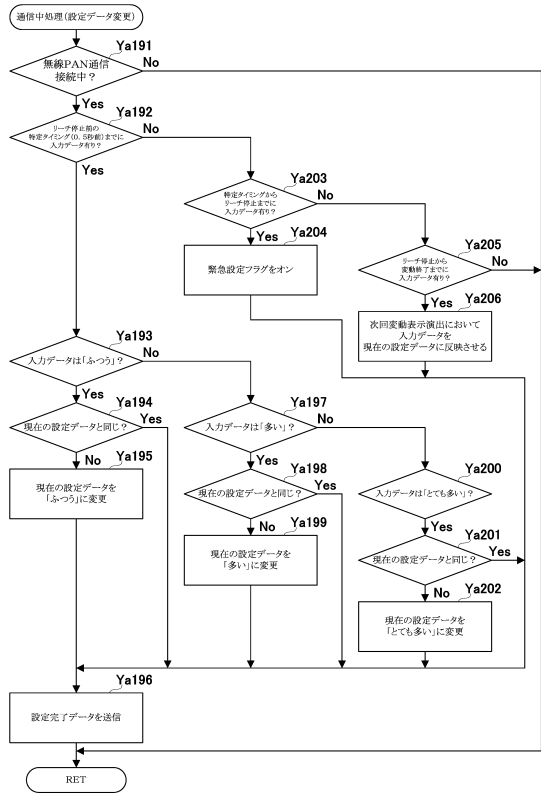 通信中処理(設定データ変更)
Ya191
無線PAN通信
接続中？
No
Yes
Ya192
リーチ停止前の
特定タイミング(0.5秒前)までに
入力データ有り？
No
Yes
Ya203
特定タイミングから
リーチ停止までに
入力データ有り？
No
Yes
Ya204
緊急設定フラグをオン
Ya205
リーチ停止から
変動終了までに
入力データ有り？
No
Yes
Ya206
次回変動表示演出において
入力データを
現在の設定データに反映させる
Ya193
入力データは「ふつう」？
No
Yes
Ya194
現在の設定データと同じ？
Yes
No
Ya195
現在の設定データを
「ふつう」に変更
Ya197
入力データは「多い」？
No
Yes
Ya198
現在の設定データと同じ？
Yes
No
Ya199
現在の設定データを
「多い」に変更
Ya200
入力データは「とても多い」？
Yes
Ya201
現在の設定データと同じ？
Yes
No
Ya202
現在の設定データを
「とても多い」に変更
Ya196
設定完了データを送信
RET